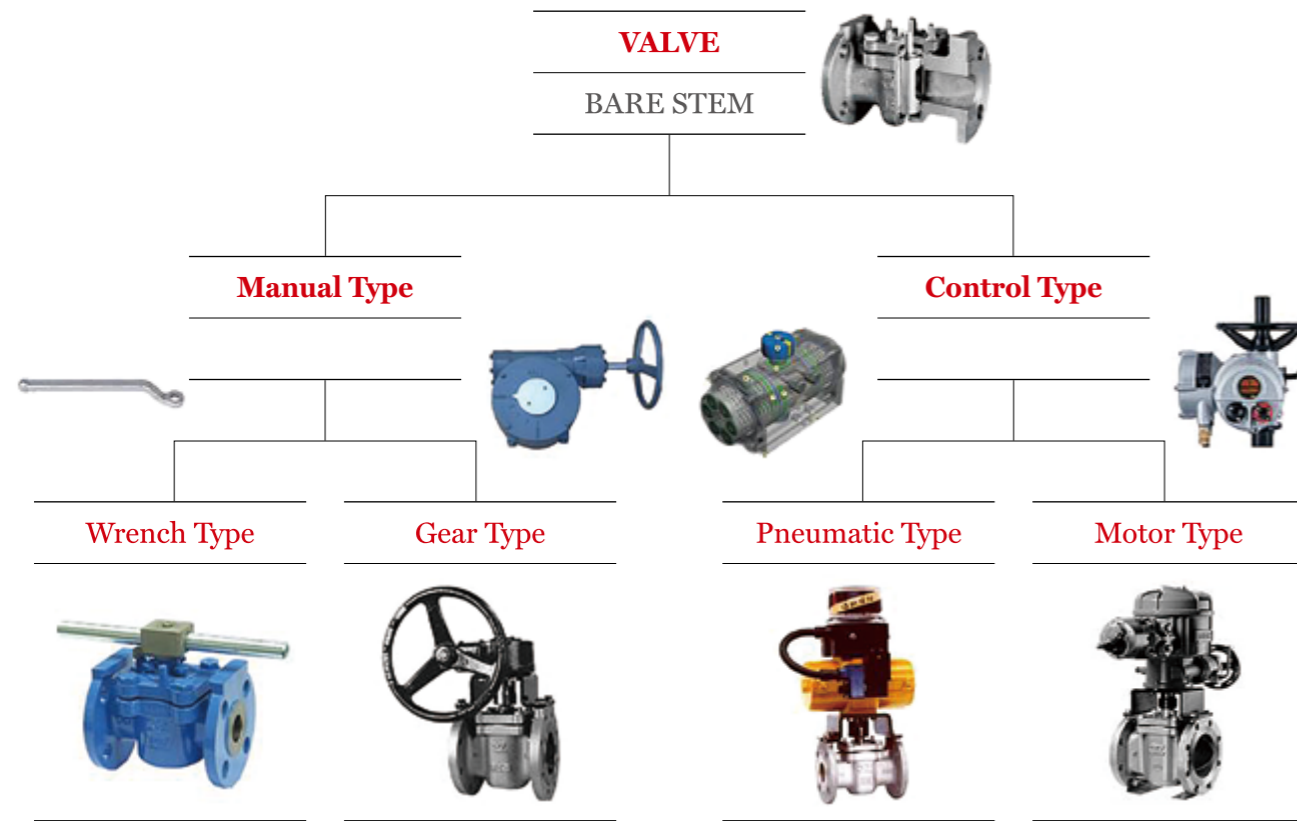 VALVE
BARE STEM
Manual Type
Control Type
Wrench Type
Gear Type
Pneumatic Type
Motor Type